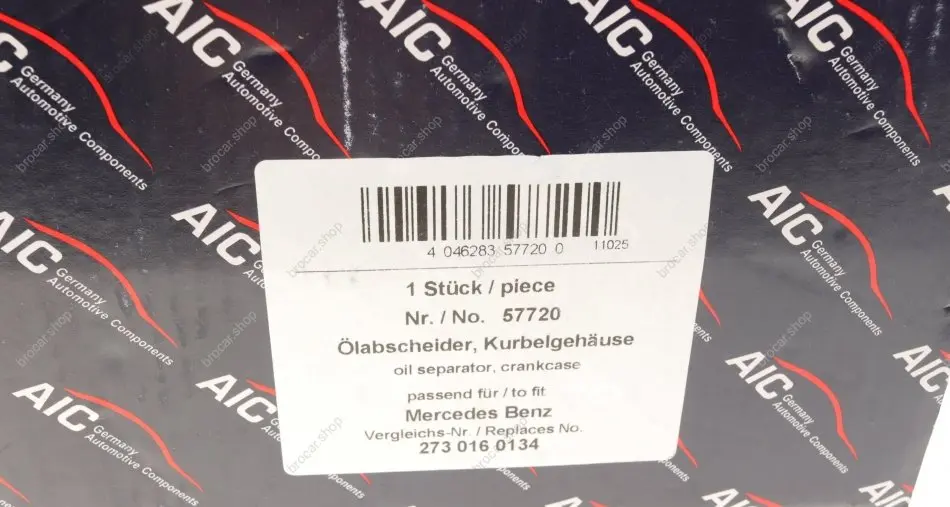 AIC
Germany
Automotive Components
4 046283 57720 0 11025
1 Stück / piece
Nr. / No. 57720
Ölabscheider, Kurbelgehäuse
oil separator, crankcase
passend für / to fit
Mercedes Benz
Vergleichs-Nr. / Replaces No.
273 016 0134
brocar.shop